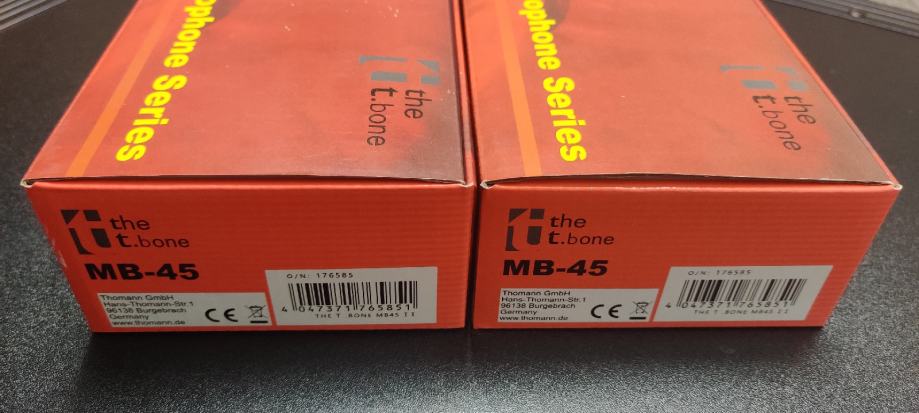 ophone Series
the
t.bone
the
t.bone
MB-45
O/N: 176585
4 047371 765851
THE T.BONE MB45 II
Thomann GmbH
Hans-Thomann-Str.1
96138 Burgebrach
Germany
www.thomann.de
CE
ophone Series
the
t.bone
the
t.bone
MB-45
O/N: 176585
4 047371 765851
THE T.BONE MB45 II
Thomann GmbH
Hans-Thomann-Str.1
96138 Burgebrach
Germany
www.thomann.de
CE